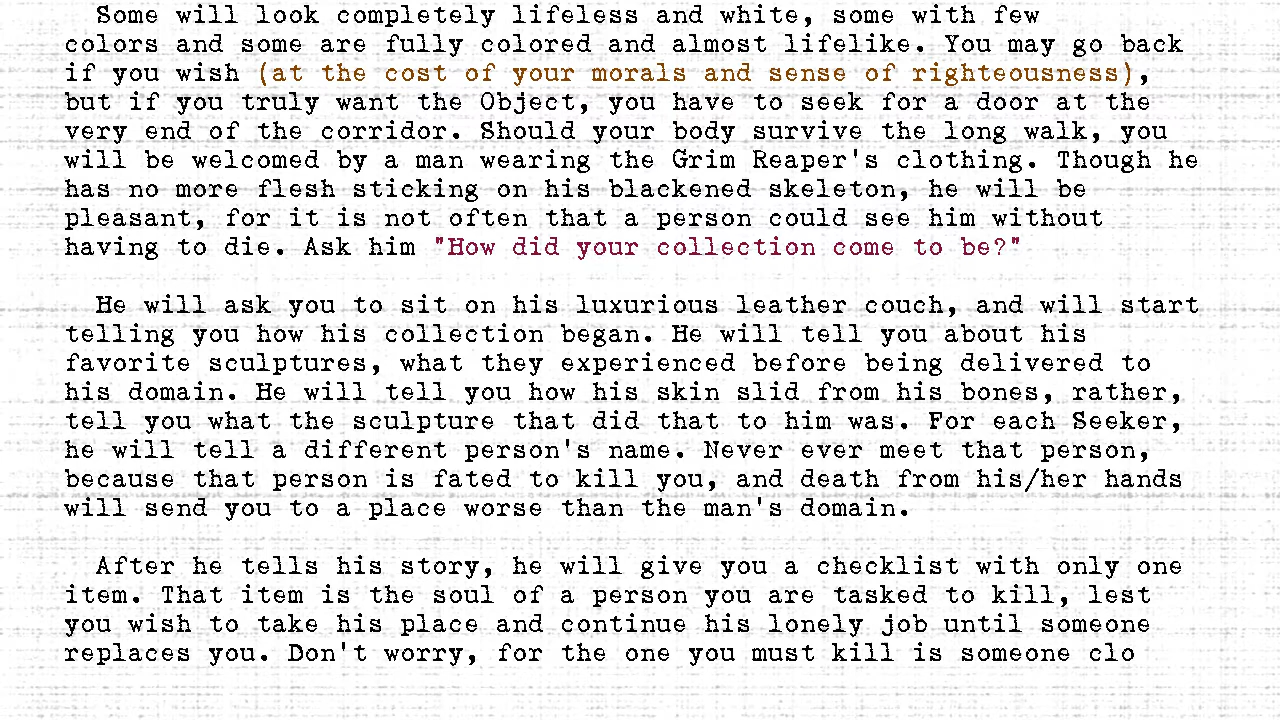 Some will look completely lifeless and white, some with few
colors and some are fully colored and almost lifelike. You may go back
if you wish (at the cost of your morals and sense of righteousness),
but if you truly want the Object, you have to seek for a door at the
very end of the corridor. Should your body survive the long walk, you
will be welcomed by a man wearing the Grim Reaper's clothing. Though he
has no more flesh sticking on his blackened skeleton, he will be
pleasant, for it is not often that a person could see him without
having to die. Ask him "How did your collection come to be?"
He will ask you to sit on his luxurious leather couch, and will start
telling you how his collection began. He will tell you about his
favorite sculptures, what they experienced before being delivered to
his domain. He will tell you how his skin slid from his bones, rather,
tell you what the sculpture that did that to him was. For each Seeker,
he will tell a different person's name. Never ever meet that person,
because that person is fated to kill you, and death from his/her hands
will send you to a place worse than the man's domain.
After he tells his story, he will give you a checklist with only one
item. That item is the soul of a person you are tasked to kill, lest
you wish to take his place and continue his lonely job until someone
replaces you. Don't worry, for the one you must kill is someone clo